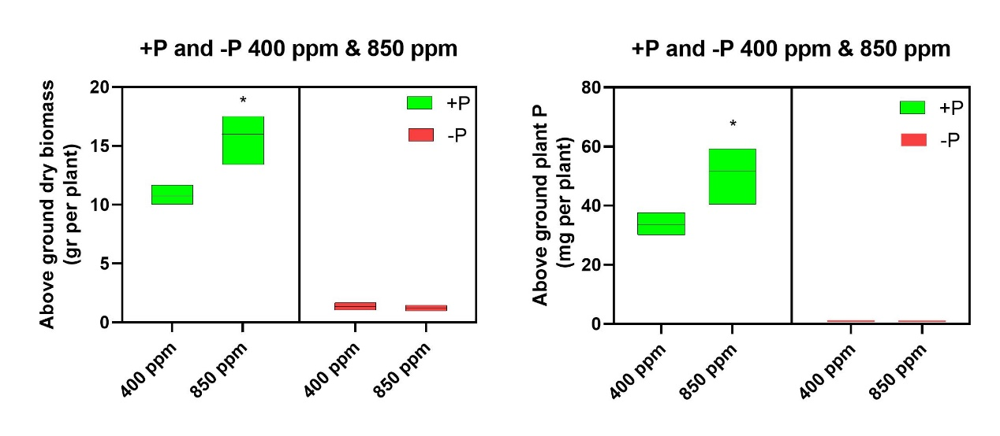 +P and -P 400 ppm & 850 ppm
Above ground dry biomass
(gr per plant)
20
15
10
5
0
*
+P
-P
400 ppm
850 ppm
400 ppm
850 ppm
+P and -P 400 ppm & 850 ppm
Above ground plant P
(mg per plant)
80
60
40
20
0
*
+P
-P
400 ppm
850 ppm
400 ppm
850 ppm